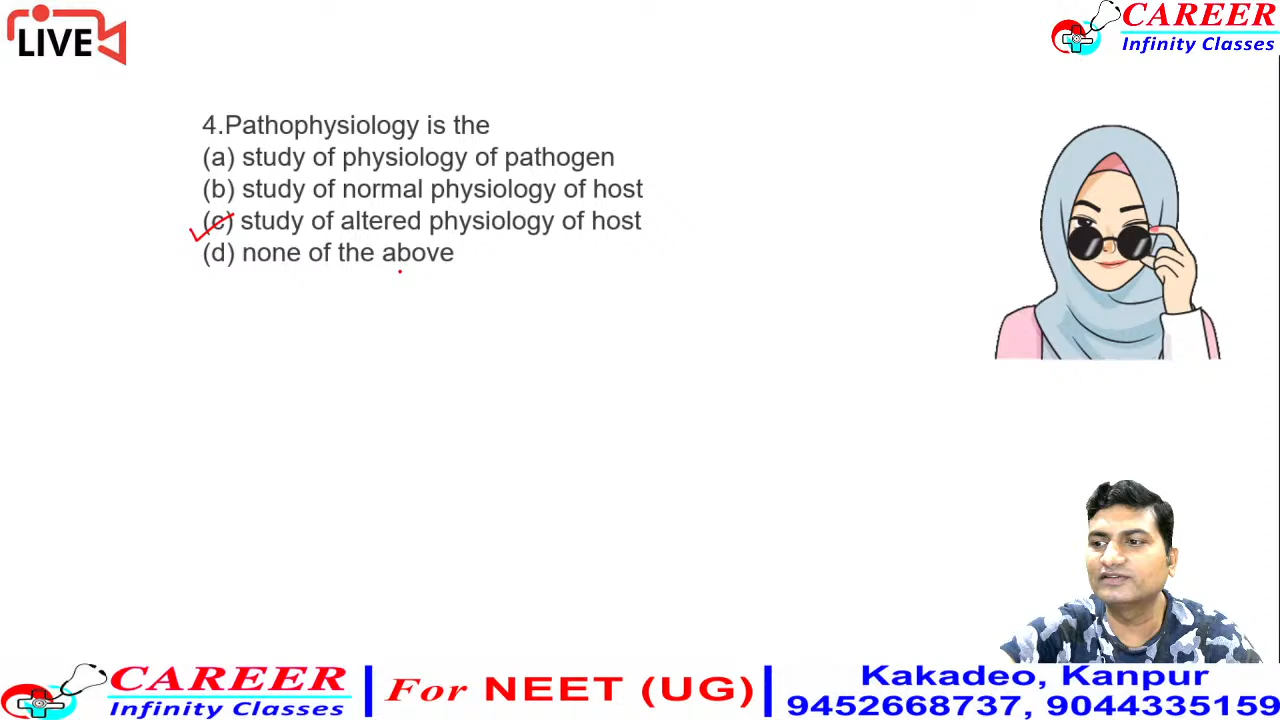 LIVE
CAREER
Infinity Classes
4.Pathophysiology is the
(a) study of physiology of pathogen
(b) study of normal physiology of host
(c) study of altered physiology of host
(d) none of the above
CAREER
Infinity Classes
For NEET (UG)
Kakadeo, Kanpur
9452668737, 9044335159